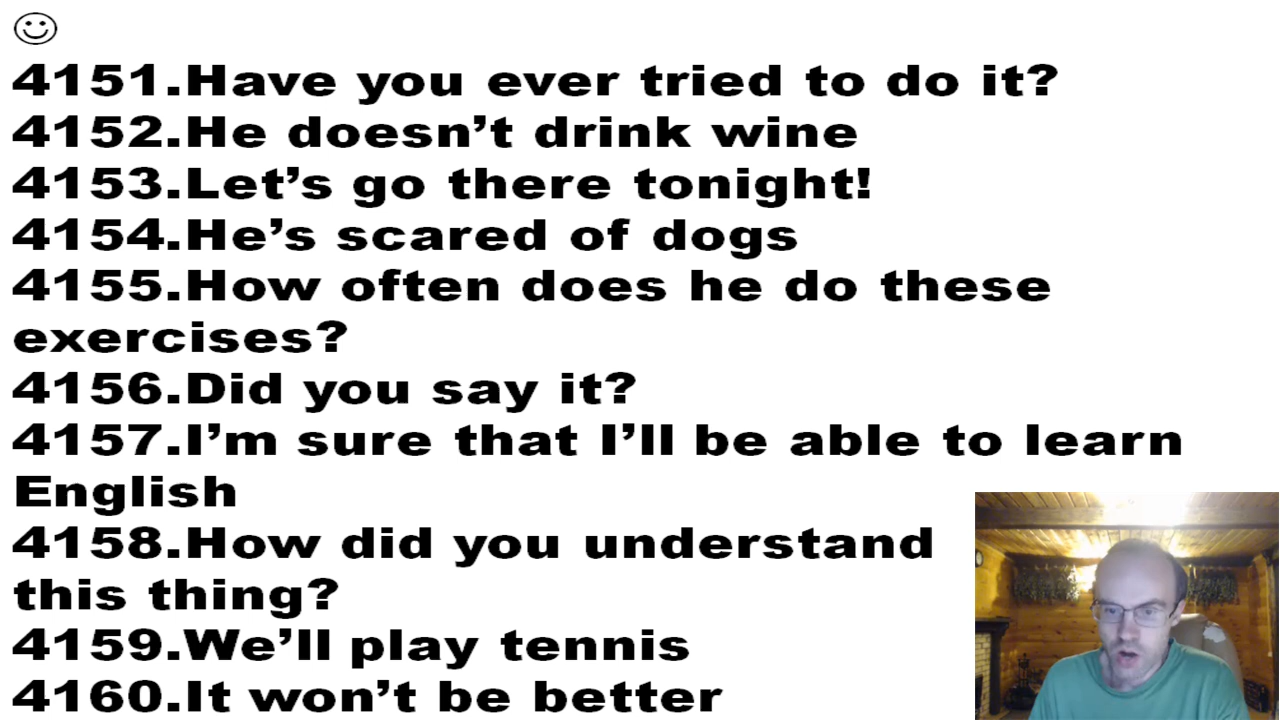 4151.Have you ever tried to do it?
4152.He doesn’t drink wine
4153.Let’s go there tonight!
4154.He’s scared of dogs
4155.How often does he do these
exercises?
4156.Did you say it?
4157.I’m sure that I’ll be able to learn
English
4158.How did you understand
this thing?
4159.We’ll play tennis
4160.It won’t be better